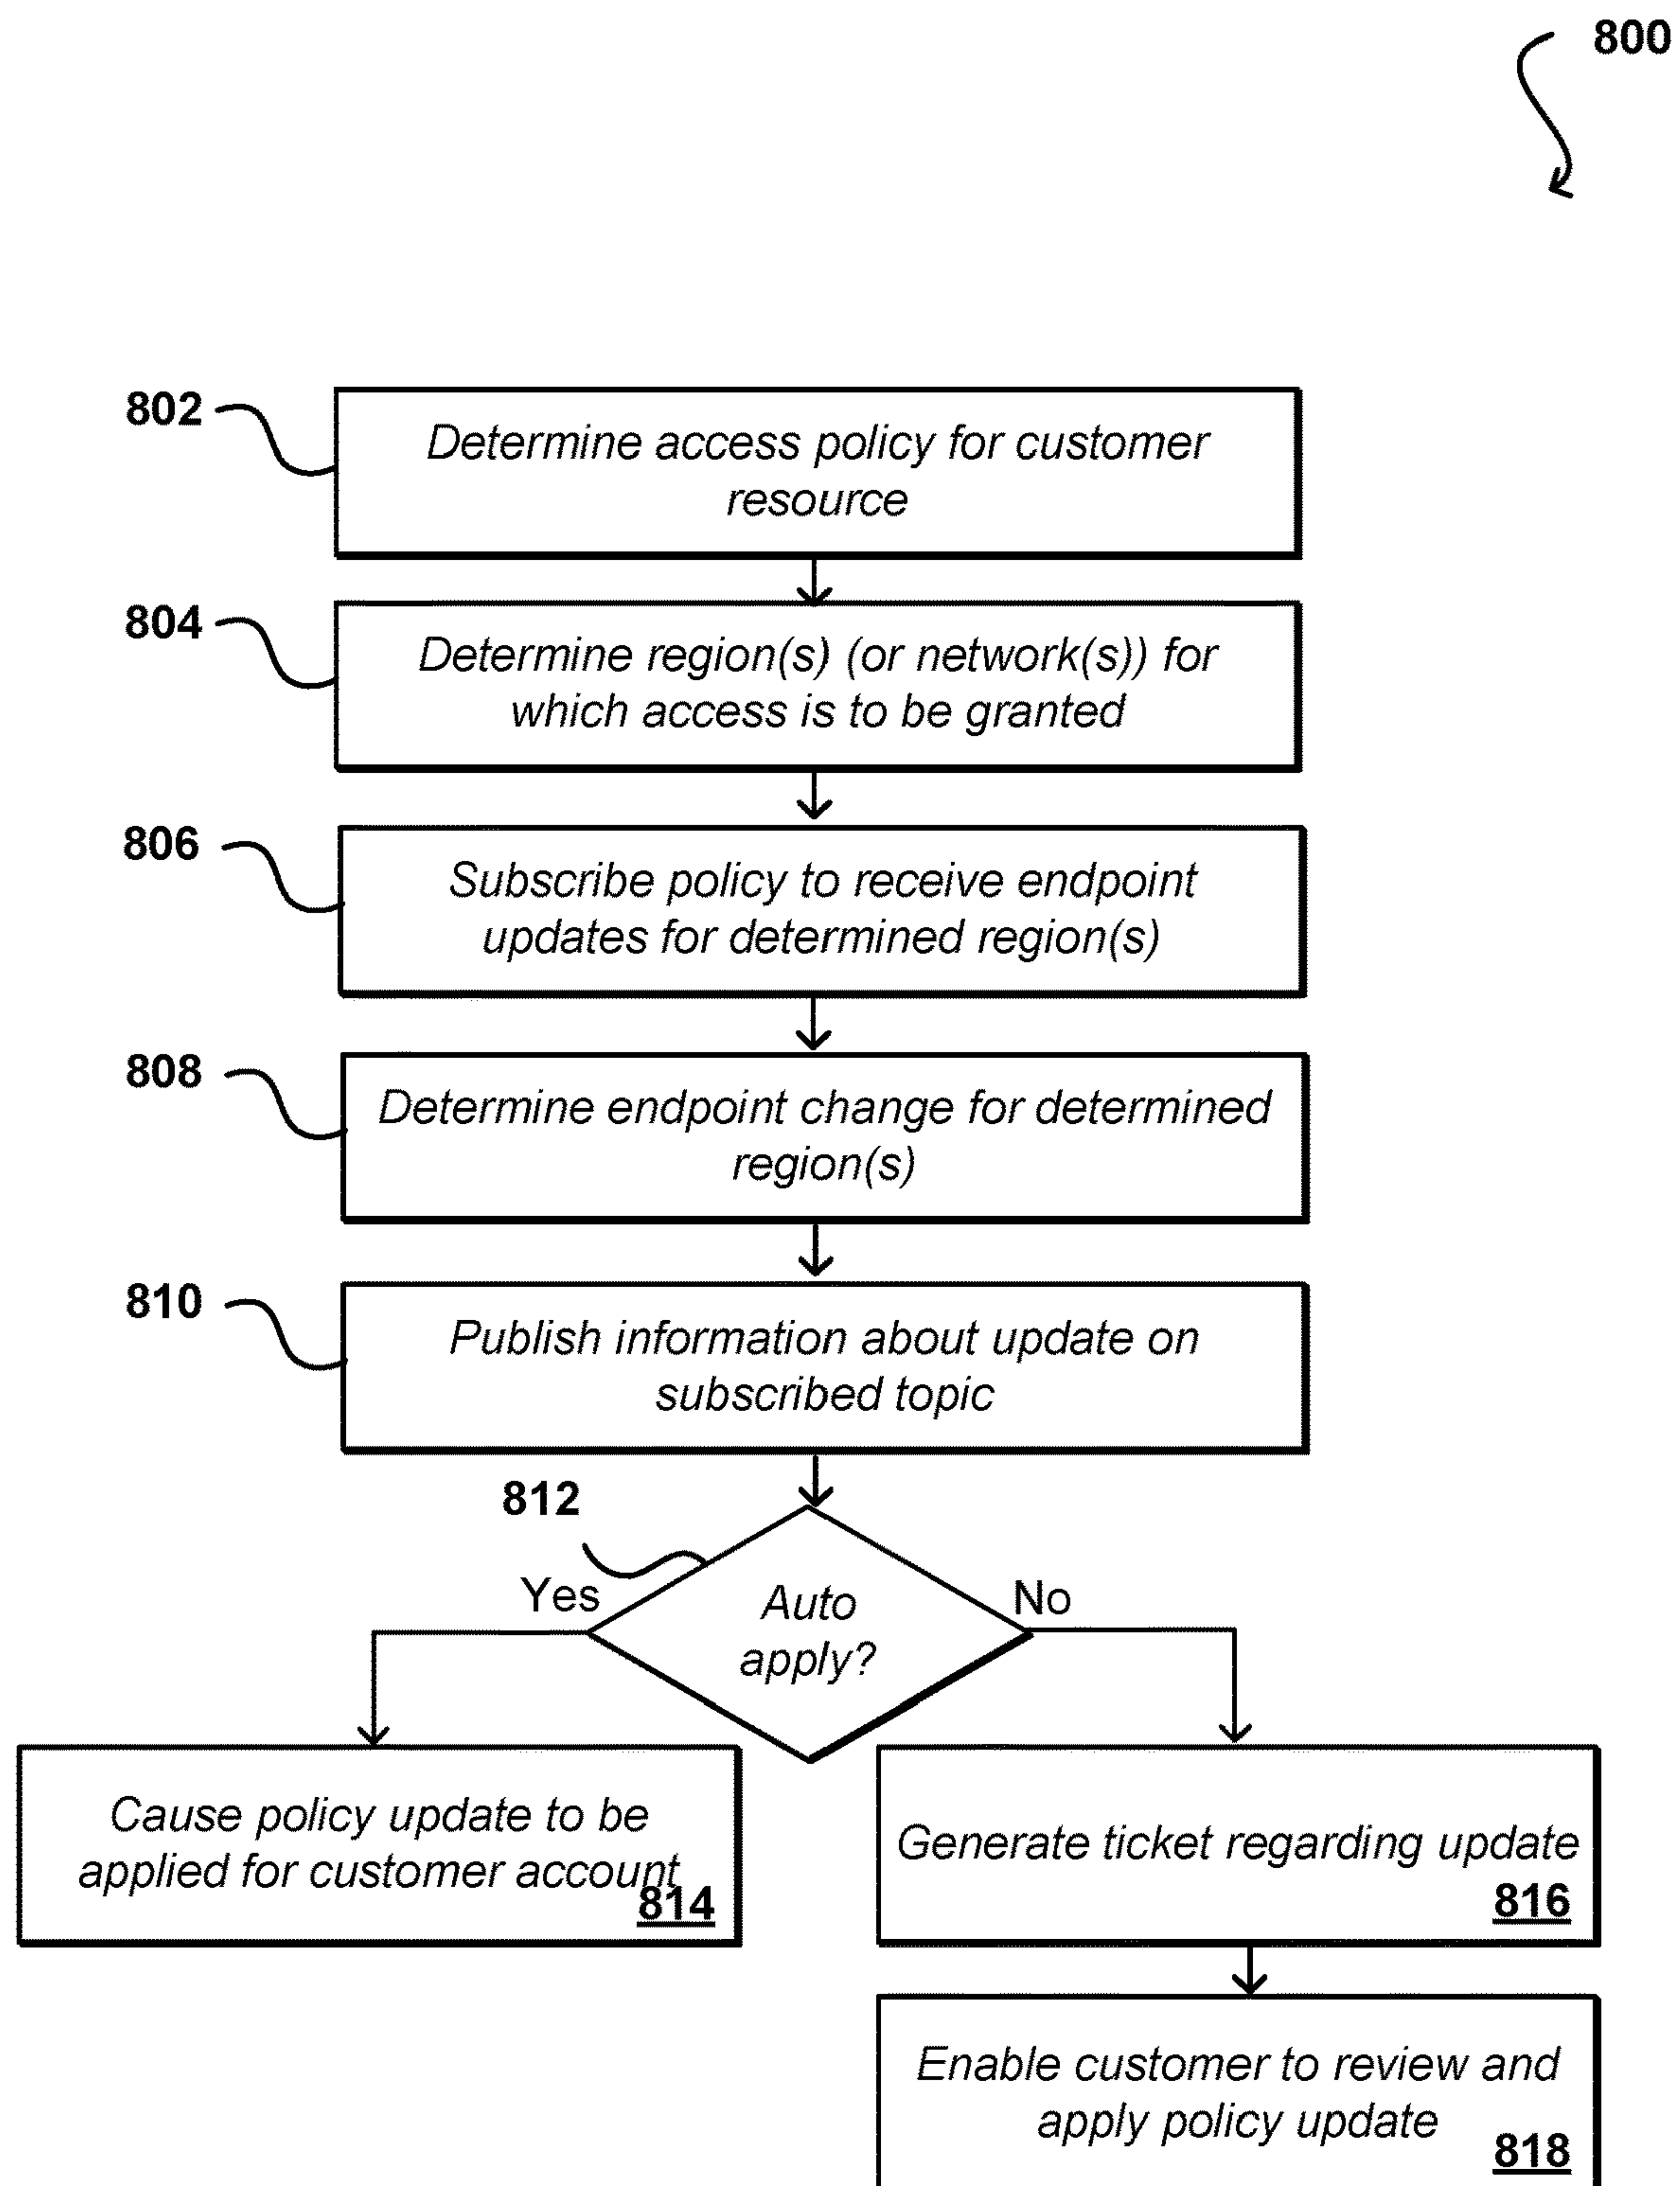 800
802
Determine access policy for customer
resource
804
Determine region(s) (or network(s)) for
which access is to be granted
806
Subscribe policy to receive endpoint
updates for determined region(s)
808
Determine endpoint change for determined
region(s)
810
Publish information about update on
subscribed topic
812
Yes
Auto
apply?
No
Cause policy update to be
applied for customer account
814
Generate ticket regarding update
816
Enable customer to review and
apply policy update
818